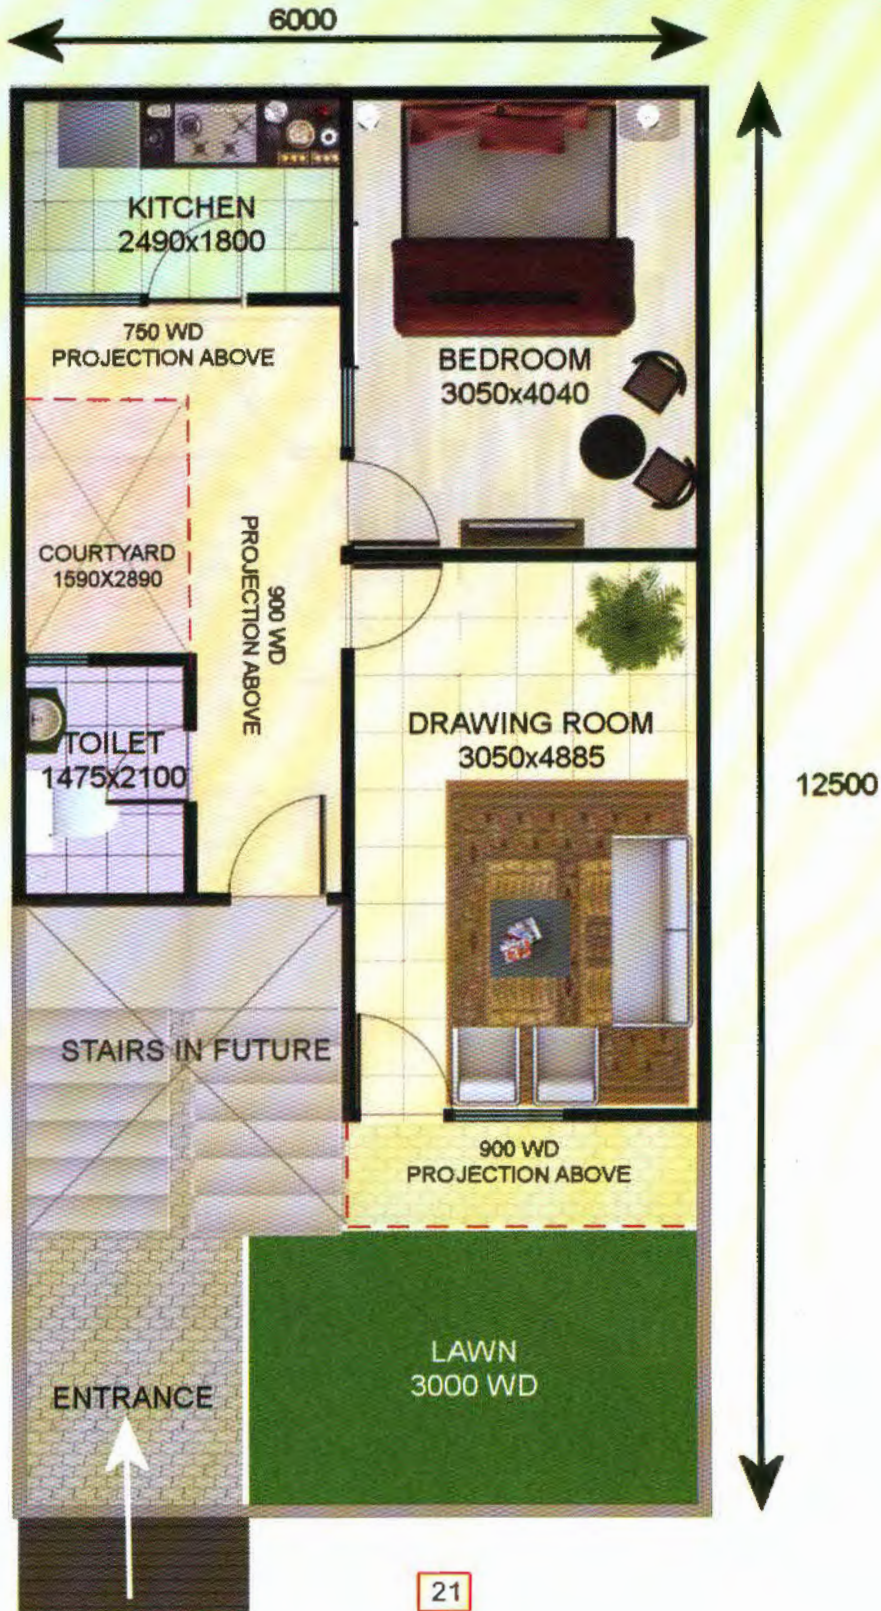 6000
KITCHEN
2490x1800
750 WD
PROJECTION ABOVE
BEDROOM
3050x4040
COURTYARD
1590X2890
900 WD
PROJECTION ABOVE
DRAWING ROOM
3050x4885
TOILET
1475x2100
12500
STAIRS IN FUTURE
900 WD
PROJECTION ABOVE
LAWN
3000 WD
ENTRANCE
21